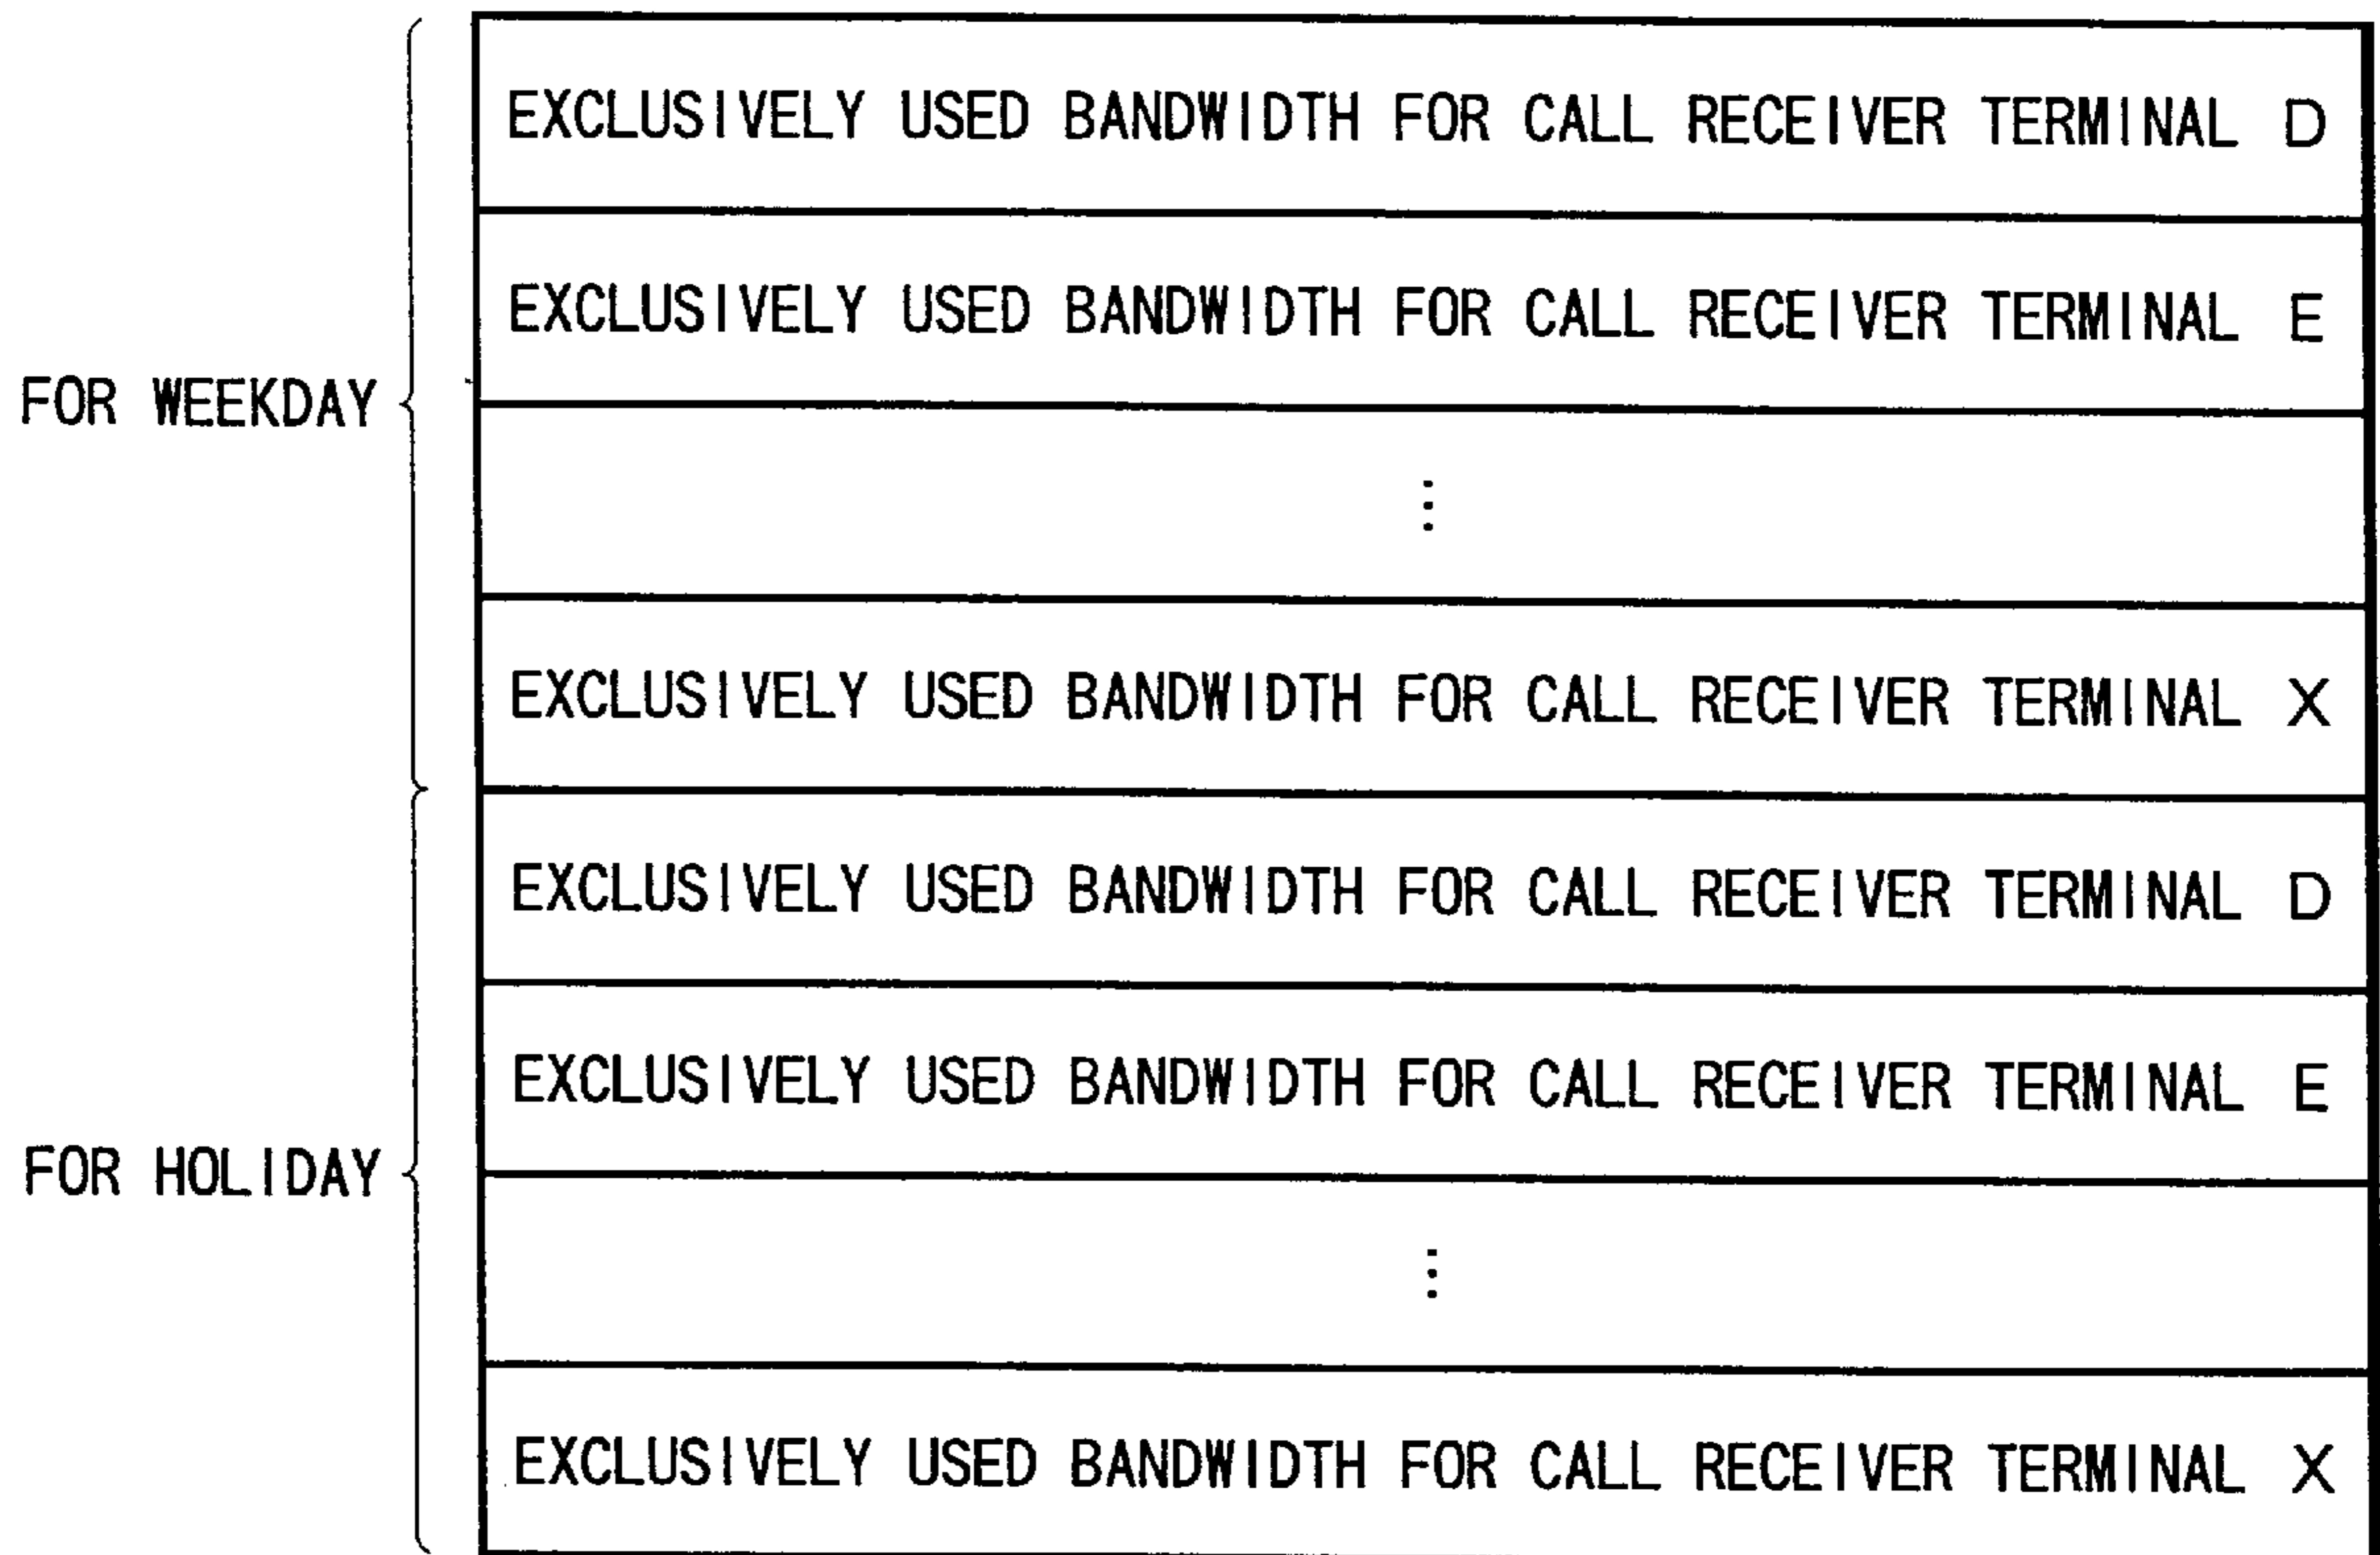 EXCLUSIVELY USED BANDWIDTH FOR CALL RECEIVER TERMINAL D
EXCLUSIVELY USED BANDWIDTH FOR CALL RECEIVER TERMINAL E
FOR WEEKDAY
⋮
EXCLUSIVELY USED BANDWIDTH FOR CALL RECEIVER TERMINAL X
EXCLUSIVELY USED BANDWIDTH FOR CALL RECEIVER TERMINAL D
EXCLUSIVELY USED BANDWIDTH FOR CALL RECEIVER TERMINAL E
FOR HOLIDAY
⋮
EXCLUSIVELY USED BANDWIDTH FOR CALL RECEIVER TERMINAL X